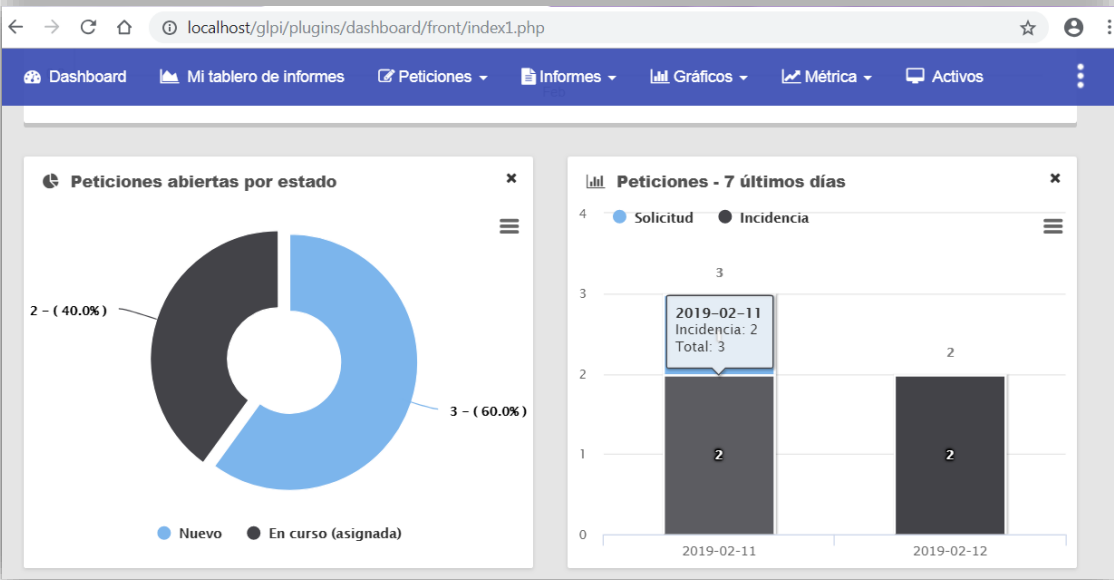 localhost/glpi/plugins/dashboard/front/index1.php
Dashboard Mi tablero de informes Peticiones Informes Gráficos Métrica Activos
Feb
Peticiones abiertas por estado
2 - ( 40.0% )
3 - ( 60.0% )
Nuevo En curso (asignada)
Peticiones - 7 últimos días
Solicitud Incidencia
4
3
2
1
0
3
2019-02-11
Incidencia: 2
Total: 3
2
2
2
2019-02-11 2019-02-12